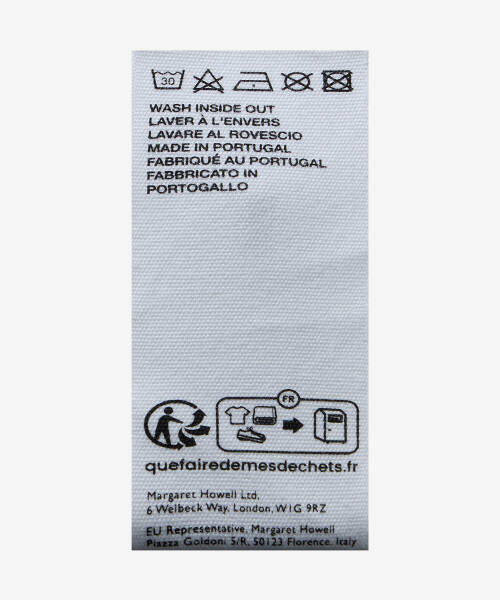 30
WASH INSIDE OUT
LAVER À L'ENVERS
LAVARE AL ROVESCIO
MADE IN PORTUGAL
FABRIQUÉ AU PORTUGAL
FABBRICATO IN
PORTOGALLO
FR
quefairedemesdechets.fr
Margaret Howell Ltd,
6 Welbeck Way, London, W1G 9RZ
EU Representative, Margaret Howell
Piazza Goldoni 5/R, 50123 Florence, Italy